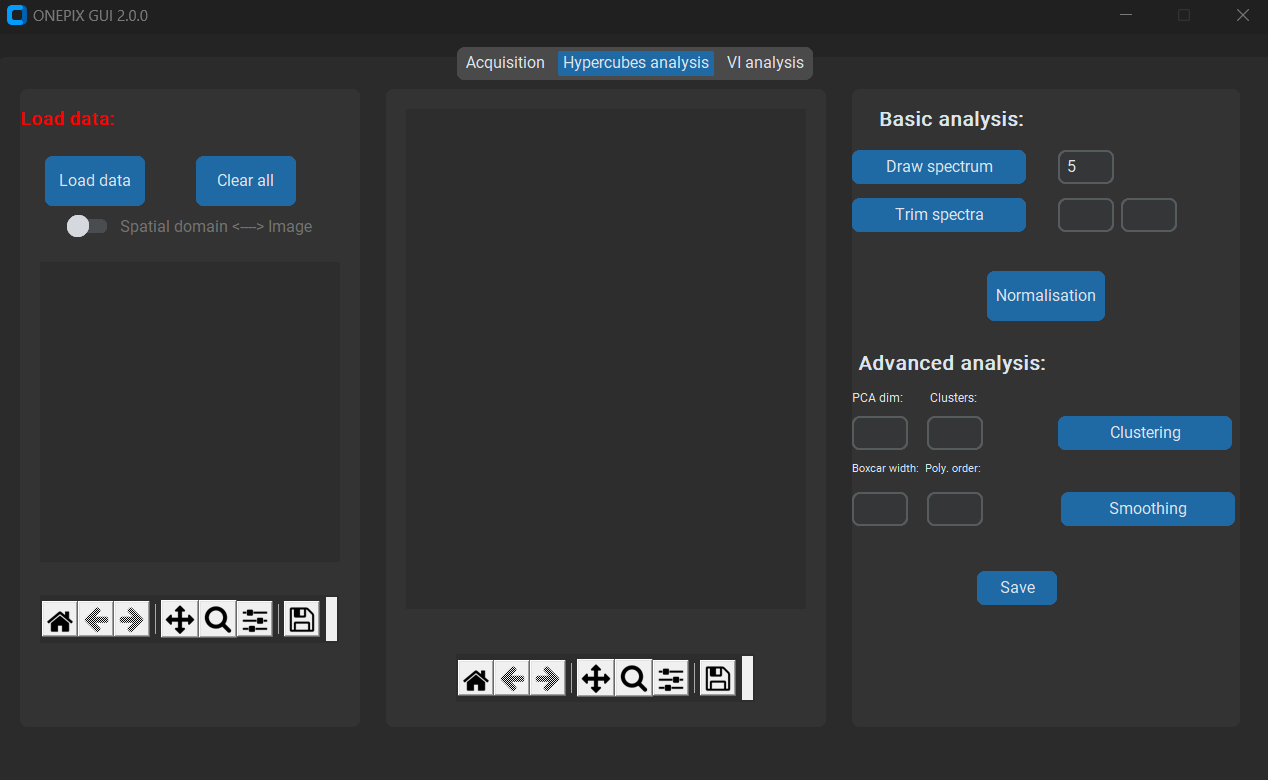 ONEPIX GUI 2.0.0
Acquisition Hypercubes analysis VI analysis
Load data:
Load data Clear all
Spatial domain <----> Image
Basic analysis:
Draw spectrum 5
Trim spectra
Normalisation
Advanced analysis:
PCA dim: Clusters:
Clustering
Boxcar width: Poly. order:
Smoothing
Save